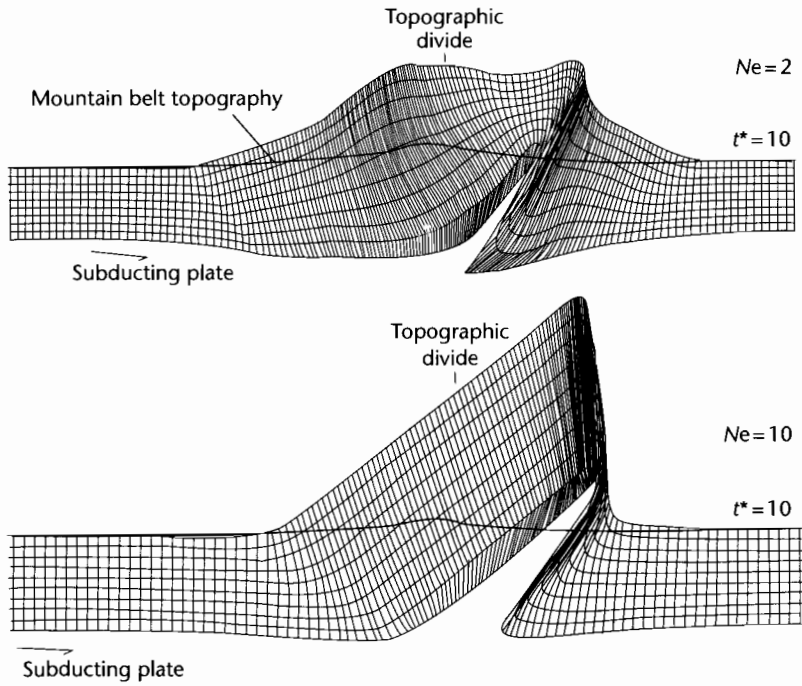 Topographic
divide
Ne = 2
Mountain belt topography
t* = 10
Subducting plate
Topographic
divide
Ne = 10
t* = 10
Subducting plate